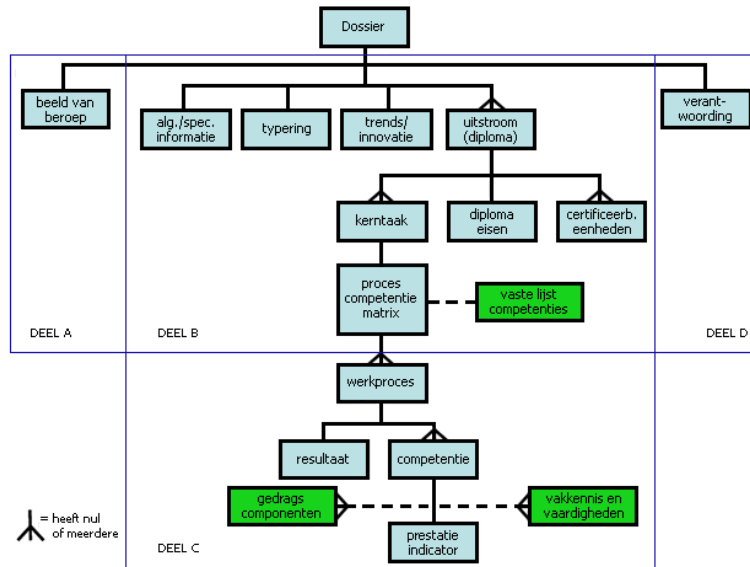 Dossier
beeld van
beroep
alg./spec.
informatie
typering
trends/
innovatie
uitstroom
(diploma)
verant-
woording
kerntaak
diploma
eisen
certificeerb.
eenheden
proces
competentie
matrix
vaste lijst
competenties
DEEL A
DEEL B
DEEL D
werkproces
resultaat
competentie
gedrags
componenten
vakkennis en
vaardigheden
= heeft nul
of meerdere
prestatie
indicator
DEEL C